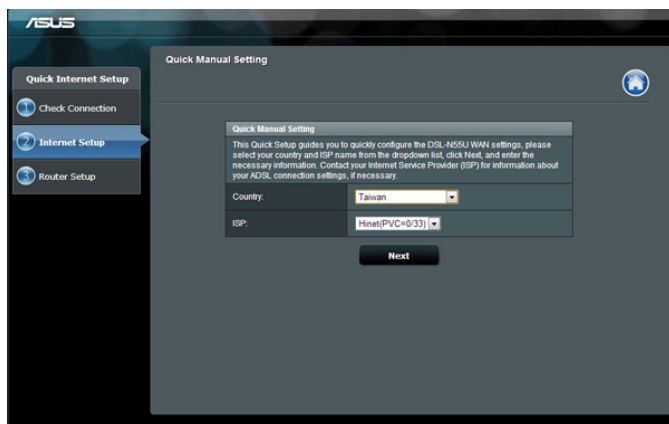 ASUS
Quick Internet Setup
1 Check Connection
2 Internet Setup
3 Router Setup
Quick Manual Setting
Quick Manual Setting
This Quick Setup guides you to quickly configure the DSL-N55U WAN settings, please
select your country and ISP name from the dropdown list, click Next, and enter the
necessary information. Contact your Internet Service Provider (ISP) for information about
your ADSL connection settings, if necessary.
Country: Taiwan
ISP: Hinet(PVC=0/33)
Next